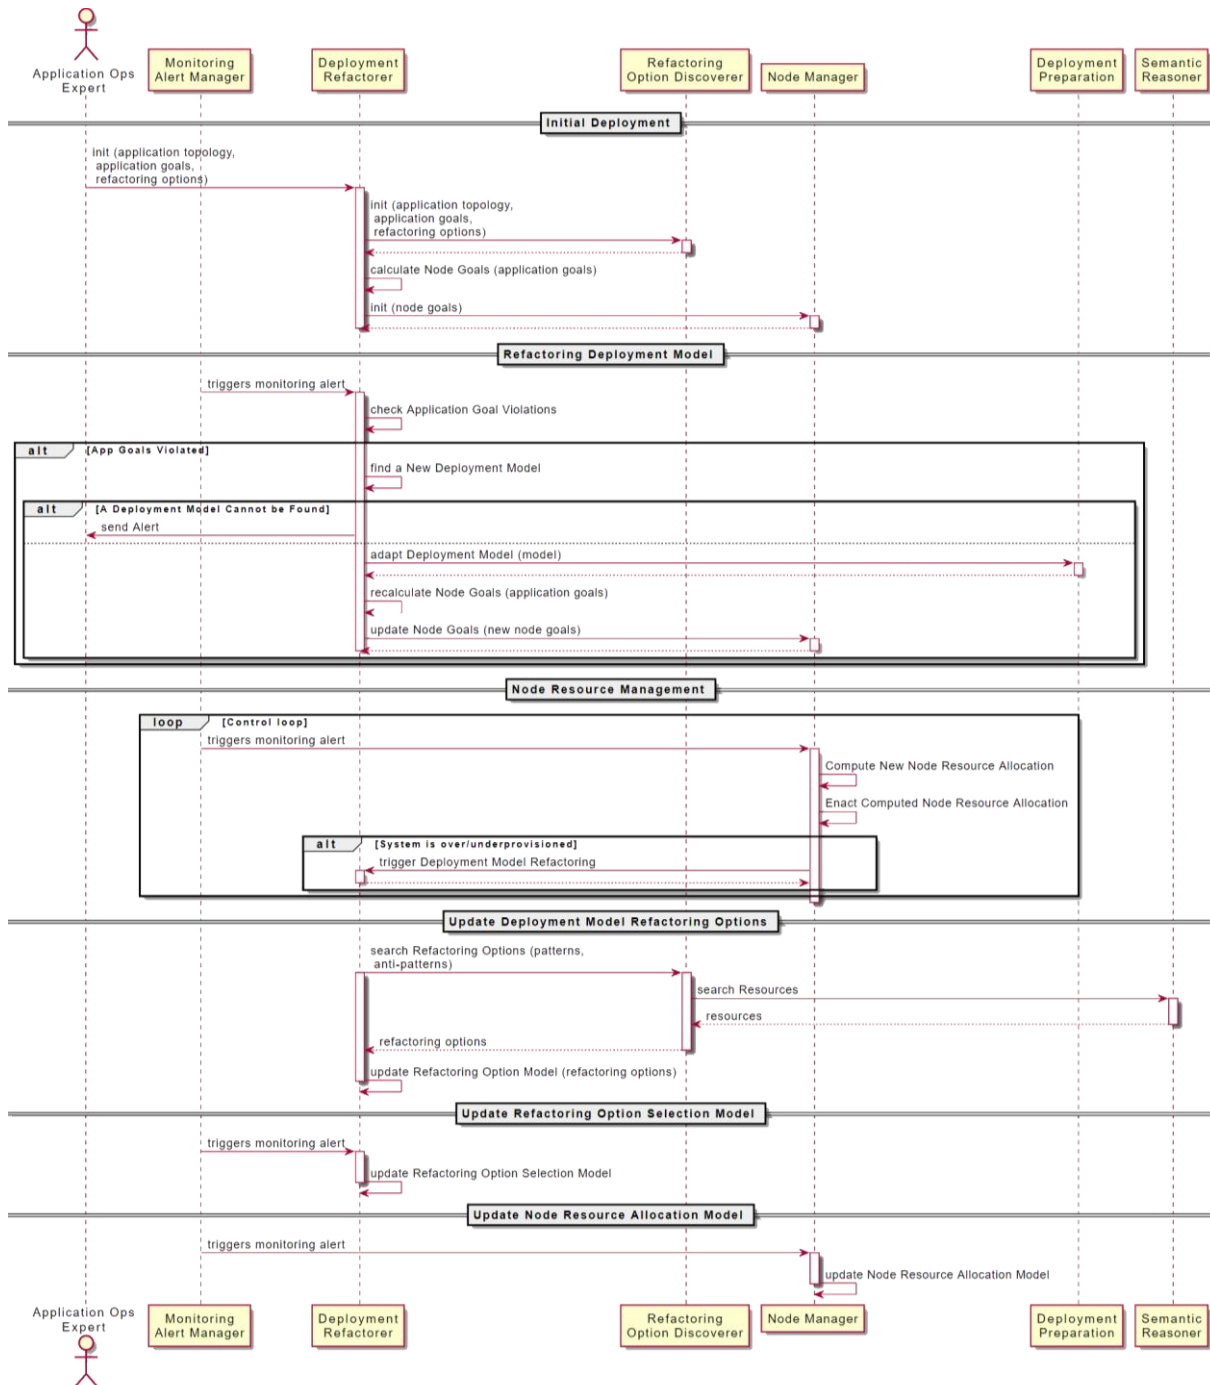 Application Ops
Expert
Monitoring
Alert Manager
Deployment
Refactorer
Refactoring
Option Discoverer
Node Manager
Deployment
Preparation
Semantic
Reasoner
Initial Deployment
init (application topology,
application goals,
refactoring options)
init (application topology,
application goals,
refactoring options)
calculate Node Goals (application goals)
init (node goals)
Refactoring Deployment Model
triggers monitoring alert
check Application Goal Violations
alt [App Goals Violated]
find a New Deployment Model
alt [A Deployment Model Cannot be Found]
send Alert
adapt Deployment Model (model)
recalculate Node Goals (application goals)
update Node Goals (new node goals)
Node Resource Management
loop [Control loop]
triggers monitoring alert
Compute New Node Resource Allocation
Enact Computed Node Resource Allocation
alt [System is over/underprovisioned]
trigger Deployment Model Refactoring
Update Deployment Model Refactoring Options
search Refactoring Options (patterns,
anti-patterns)
search Resources
resources
refactoring options
update Refactoring Option Model (refactoring options)
Update Refactoring Option Selection Model
triggers monitoring alert
update Refactoring Option Selection Model
Update Node Resource Allocation Model
triggers monitoring alert
update Node Resource Allocation Model
Application Ops
Expert
Monitoring
Alert Manager
Deployment
Refactorer
Refactoring
Option Discoverer
Node Manager
Deployment
Preparation
Semantic
Reasoner